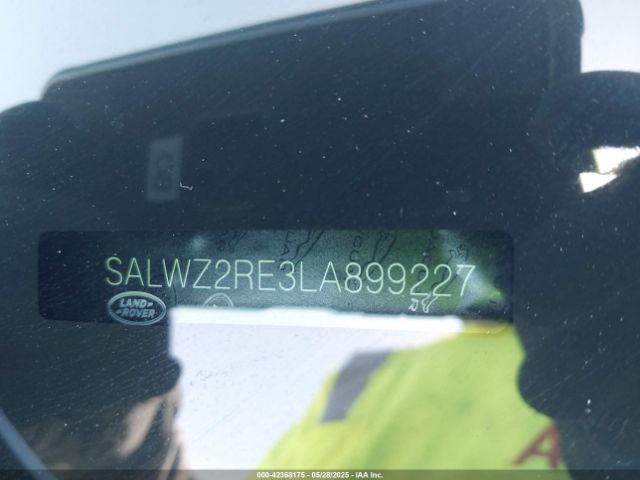 SALWZ2RE3LA899227
LAND-
-ROVER
000-42368175 - 05/28/2025 - IAA Inc.